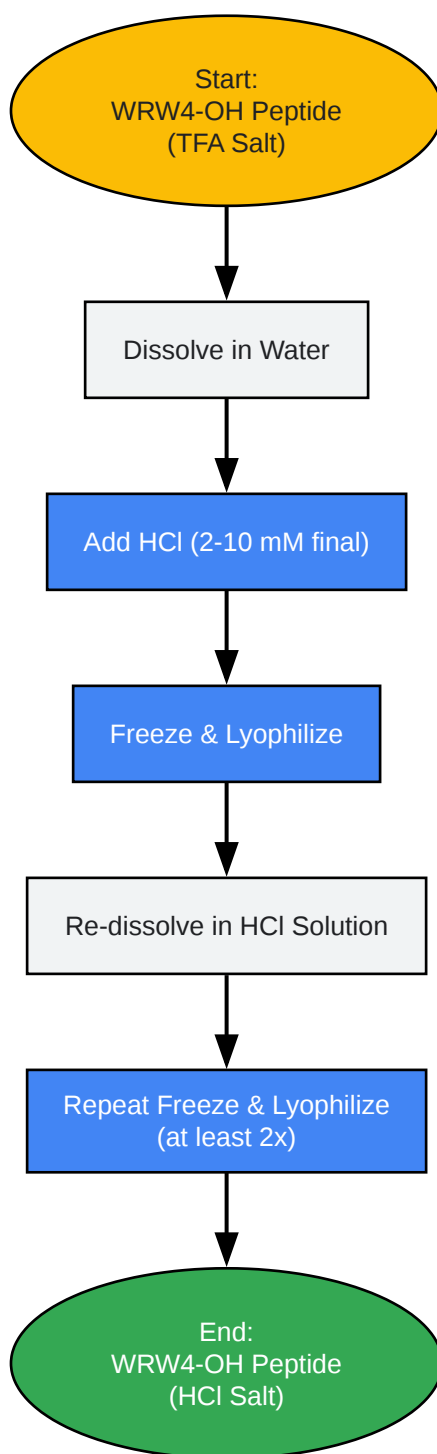 Start:
WRW4-OH Peptide
(TFA Salt)
Dissolve in Water
Add HCl (2-10 mM final)
Freeze & Lyophilize
Re-dissolve in HCl Solution
Repeat Freeze & Lyophilize
(at least 2x)
End:
WRW4-OH Peptide
(HCl Salt)